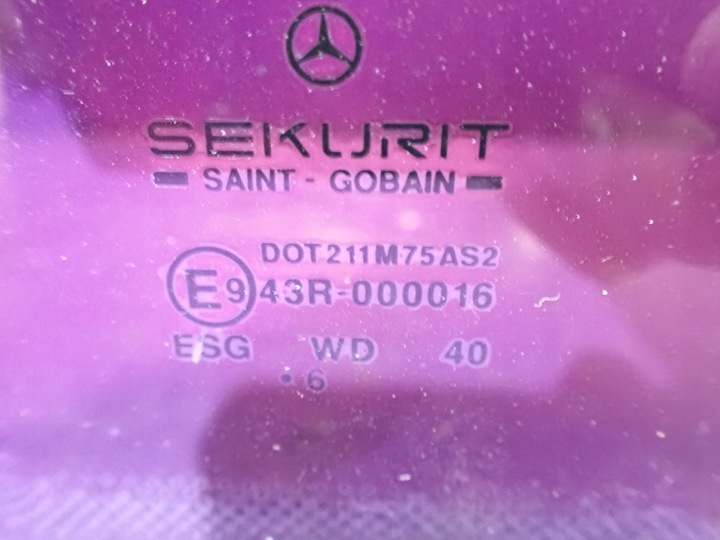 SEKURIT
SAINT - GOBAIN
DOT211M75AS2
E9 43R-000016
ESG WD 40
•6